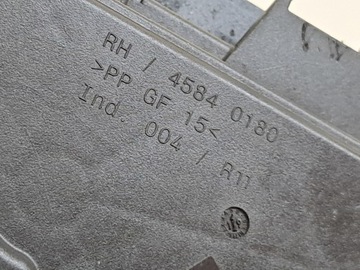 RH / 4584 0180
>PP GF 15<
Ind. 004 / R11